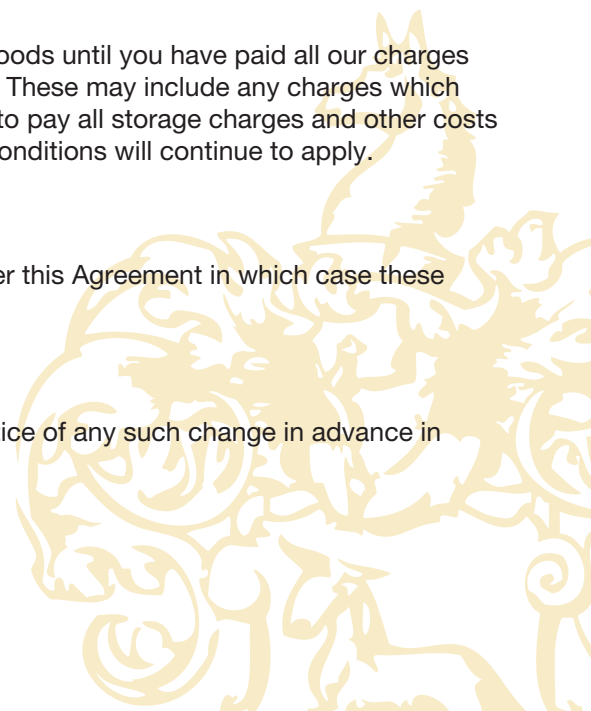 oods until you have paid all our charges
These may include any charges which
to pay all storage charges and other costs
onditions will continue to apply.
er this Agreement in which case these
tice of any such change in advance in